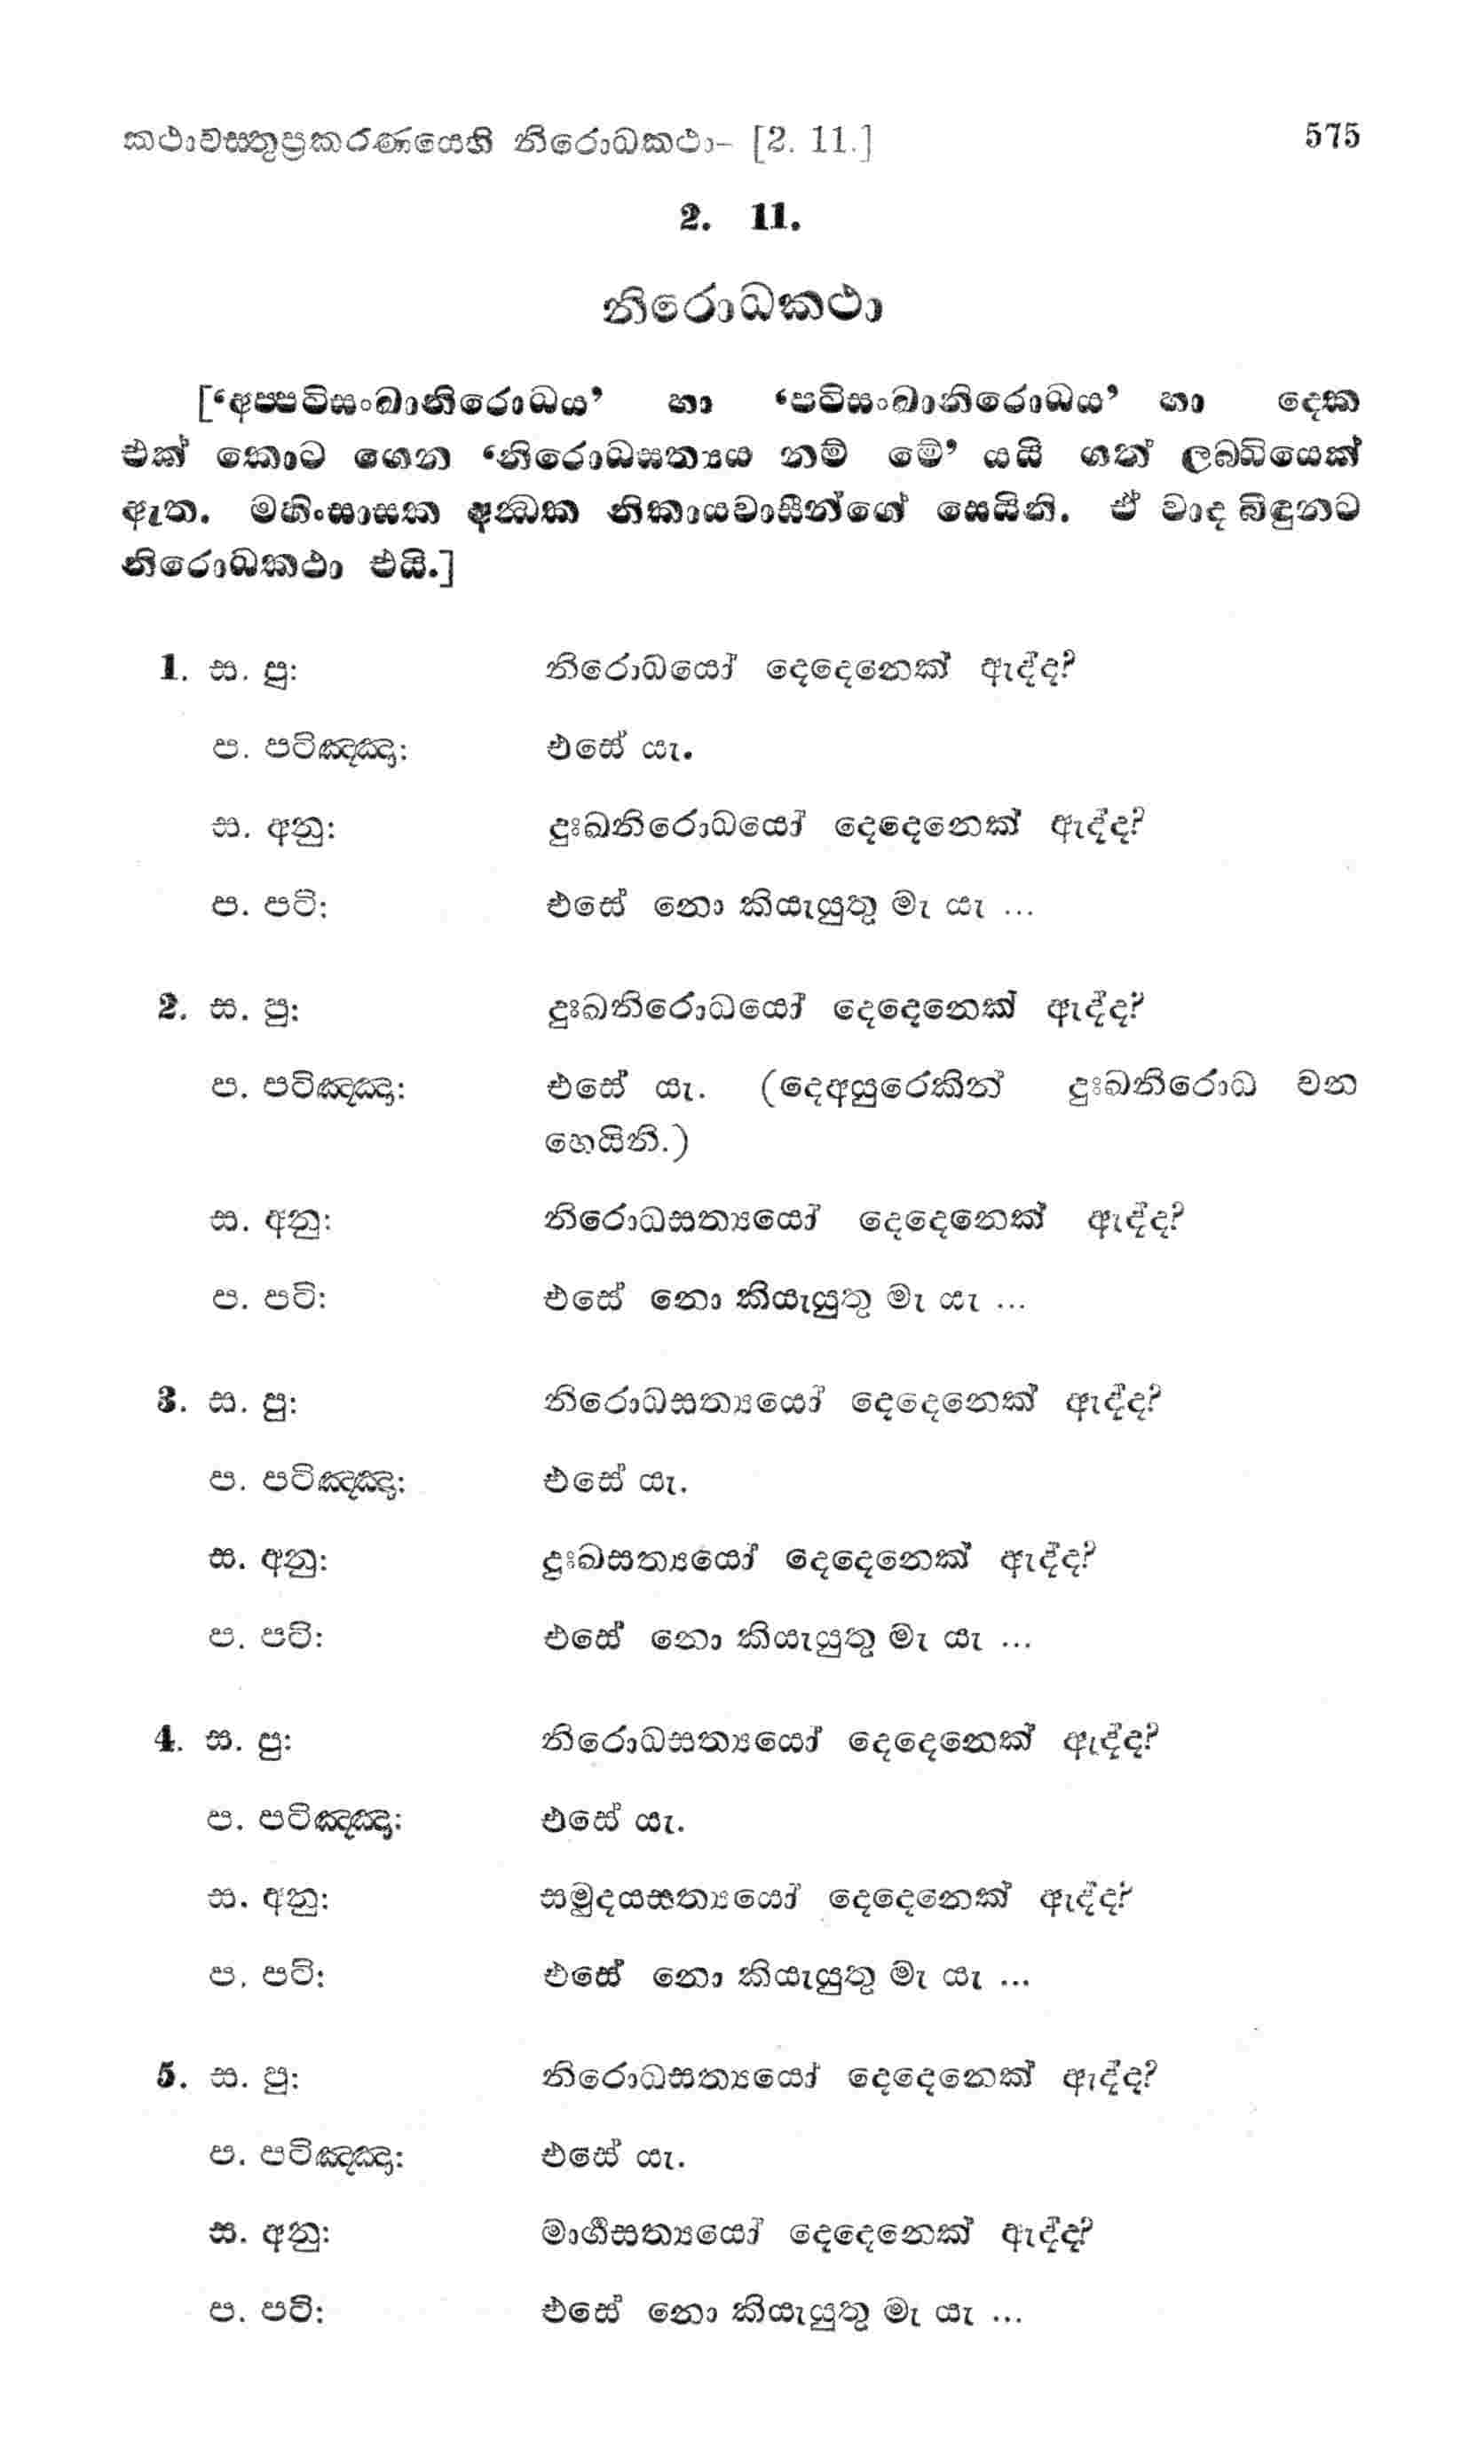 කථාවස්තුප්‍රකරණයෙහි නිරොධකථා- [2. 11.] 575
2. 11.
නිරොධකථා
[‘අප්පටිසංඛානිරොධය’ හා ‘පටිසංඛානිරොධය’ හා දෙක
එක් කොට ගෙන ‘නිරොධසත්‍යය නම් මේ’ යයි ගත් ලබ්ධියෙක්
ඇත. මහිංසාසක අන්ධක නිකායවාසීන්ගේ සෙයිනි. ඒ වාද බිඳුනට
නිරොධකථා එයි.]
1. ස. පු: නිරොධයෝ දෙදෙනෙක් ඇද්ද?
ප. පටිඤ්ඤා: එසේ යැ.
ස. අනු: දුඃඛනිරොධයෝ දෙදෙනෙක් ඇද්ද?
ප. පටි: එසේ නො කියැයුතු මැ යැ ...
2. ස. පු: දුඃඛනිරොධයෝ දෙදෙනෙක් ඇද්ද?
ප. පටිඤ්ඤා: එසේ යැ. (දෙඅයුරෙකින් දුඃඛනිරොධ වන
හෙයිනි.)
ස. අනු: නිරොධසත්‍යයෝ දෙදෙනෙක් ඇද්ද?
ප. පටි: එසේ නො කියැයුතු මැ යැ ...
3. ස. පු: නිරොධසත්‍යයෝ දෙදෙනෙක් ඇද්ද?
ප. පටිඤ්ඤා: එසේ යැ.
ස. අනු: දුඃඛසත්‍යයෝ දෙදෙනෙක් ඇද්ද?
ප. පටි: එසේ නො කියැයුතු මැ යැ ...
4. ස. පු: නිරොධසත්‍යයෝ දෙදෙනෙක් ඇද්ද?
ප. පටිඤ්ඤා: එසේ යැ.
ස. අනු: සමුදයසත්‍යයෝ දෙදෙනෙක් ඇද්ද?
ප. පටි: එසේ නො කියැයුතු මැ යැ ...
5. ස. පු: නිරොධසත්‍යයෝ දෙදෙනෙක් ඇද්ද?
ප. පටිඤ්ඤා: එසේ යැ.
ස. අනු: මාර්‍ගසත්‍යයෝ දෙදෙනෙක් ඇද්ද?
ප. පටි: එසේ නො කියැයුතු මැ යැ ...